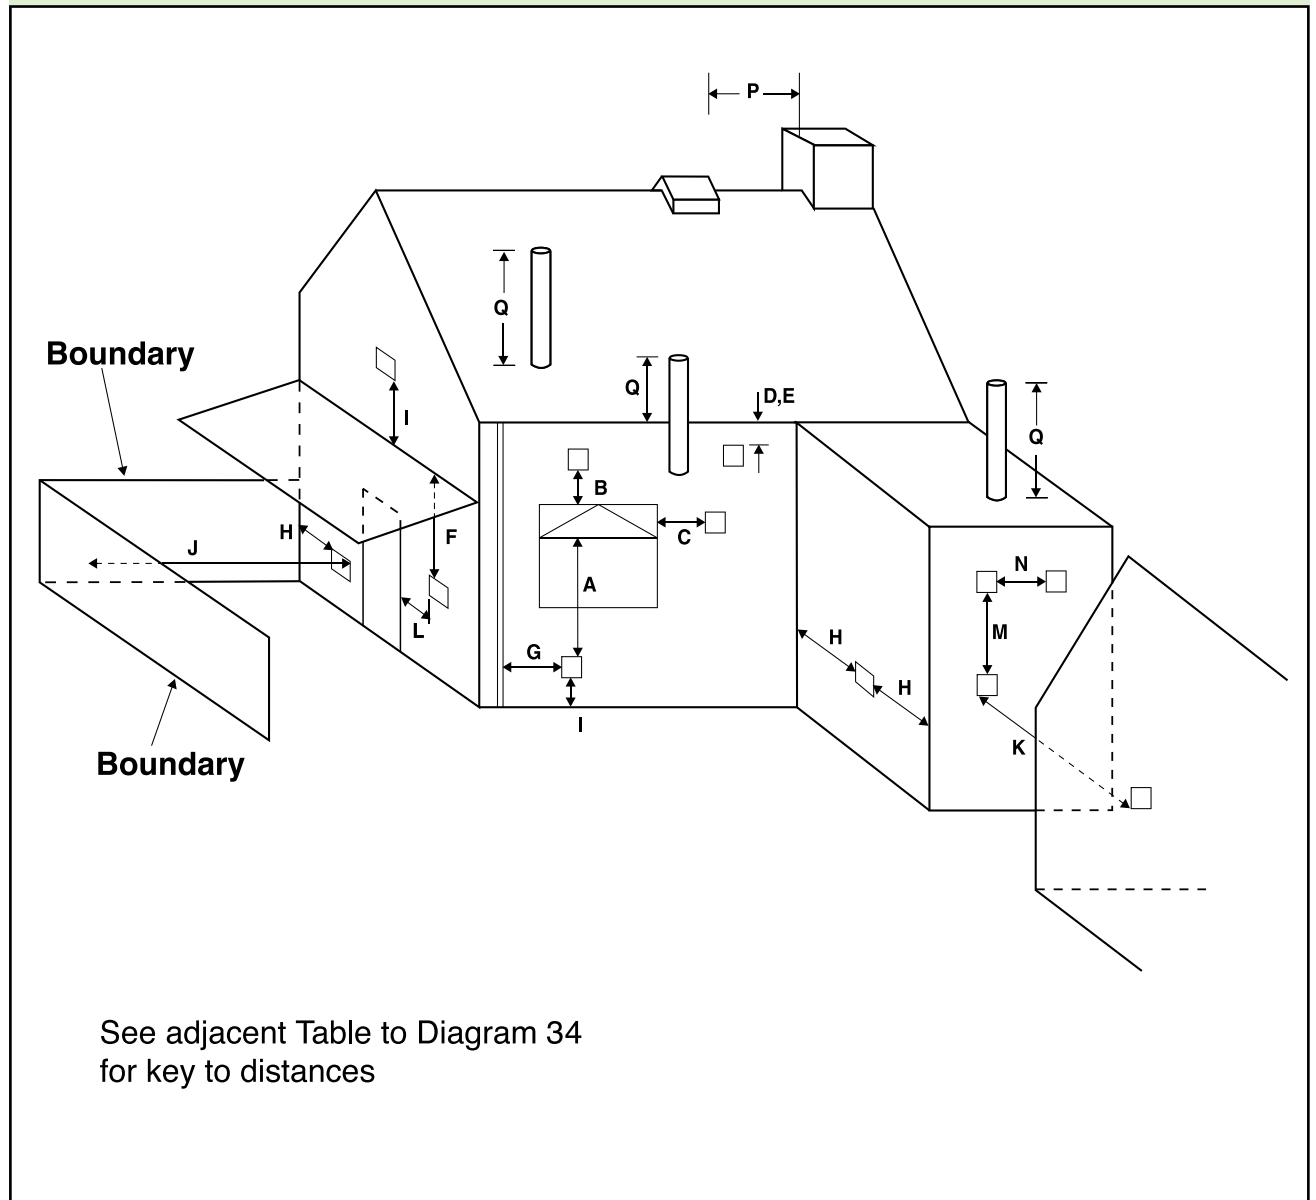 P
Q
Boundary
Q
D,E
I
Q
B
H
F
C
J
A
N
L
M
G
H
H
I
K
Boundary
See adjacent Table to Diagram 34
for key to distances